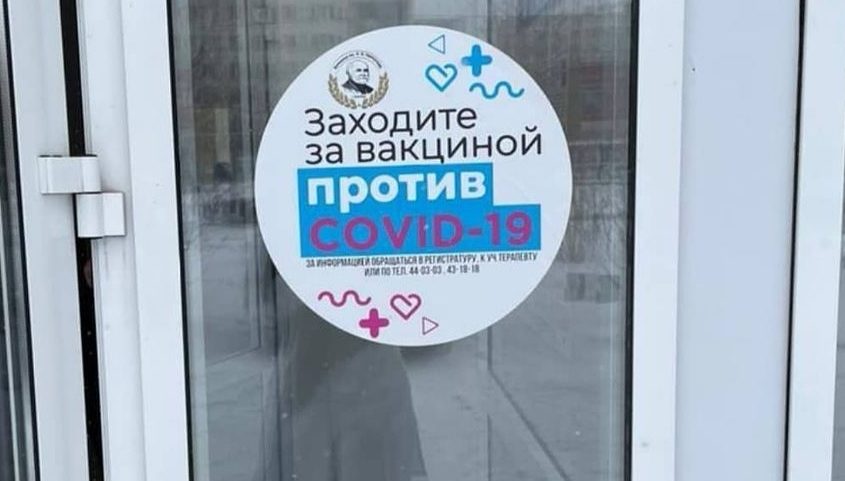 Заходите
за вакциной
против
COVID-19
ЗА ИНФОРМАЦИЕЙ ОБРАЩАТЬСЯ В РЕГИСТРАТУРУ, К УЧ.ТЕРАПЕВТУ
ИЛИ ПО ТЕЛ. 44-03-03, 43-18-18